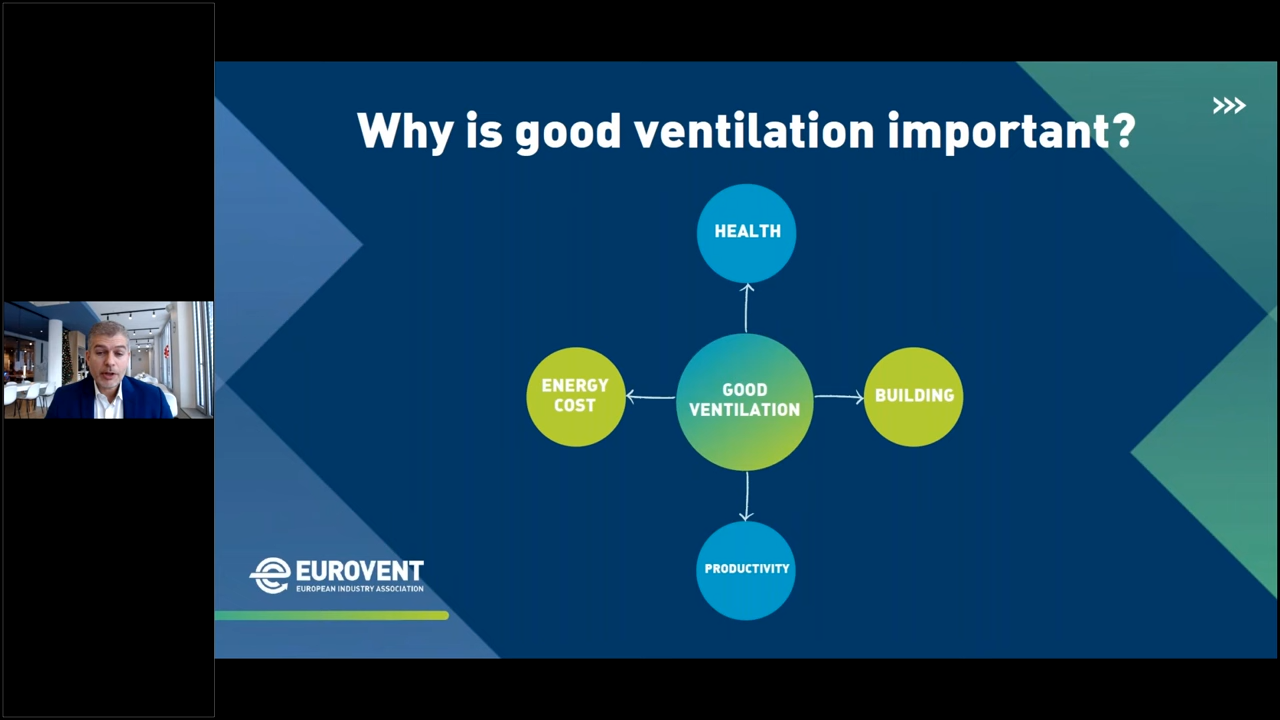 Why is good ventilation important?
HEALTH
ENERGY
COST
GOOD
VENTILATION
BUILDING
PRODUCTIVITY
EUROVENT
EUROPEAN INDUSTRY ASSOCIATION